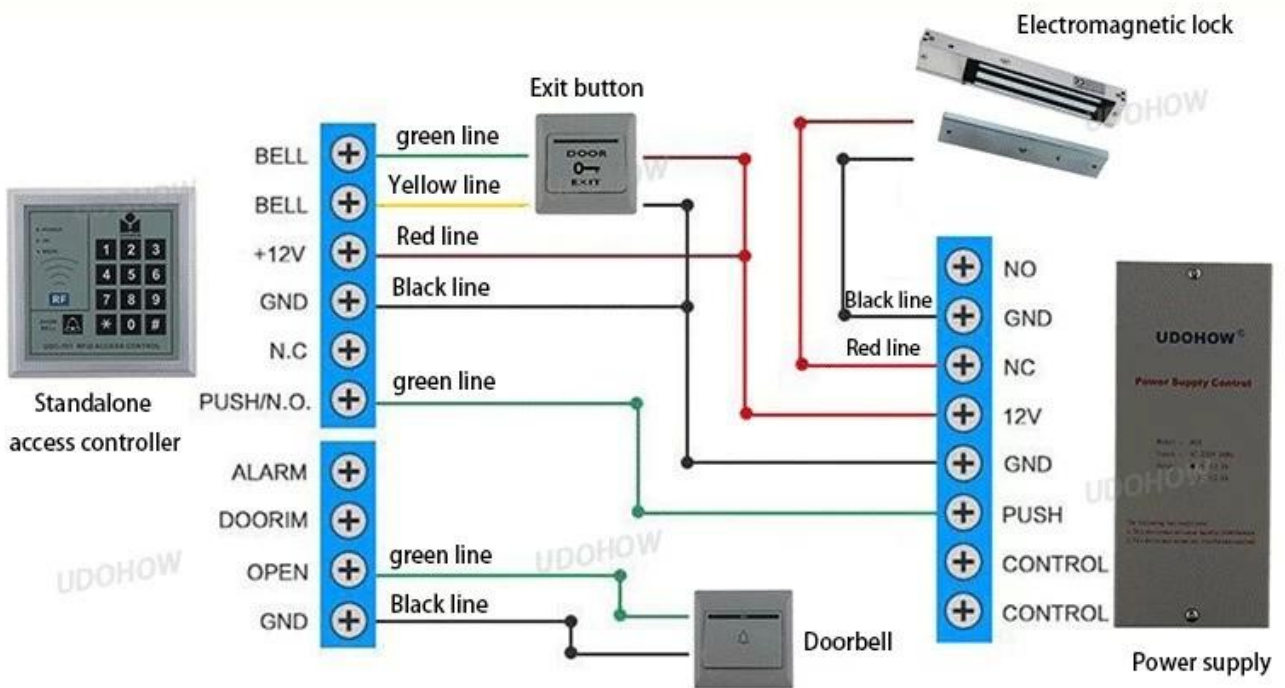 Electromagnetic lock
Exit button
DOOR
EXIT
BELL
green line
BELL
Yellow line
+12V
Red line
GND
Black line
N.C
PUSH/N.O.
green line
ALARM
DOORIM
OPEN
green line
GND
Black line
1 2 3
4 5 6
7 8 9
* 0 #
RF
Standalone
access controller
Doorbell
NO
Black line
GND
Red line
NC
12V
GND
PUSH
CONTROL
CONTROL
UDOHOW©
Power Supply Control
Power supply
UDOHOW
UDOHOW
UDOHOW
UDOHOW